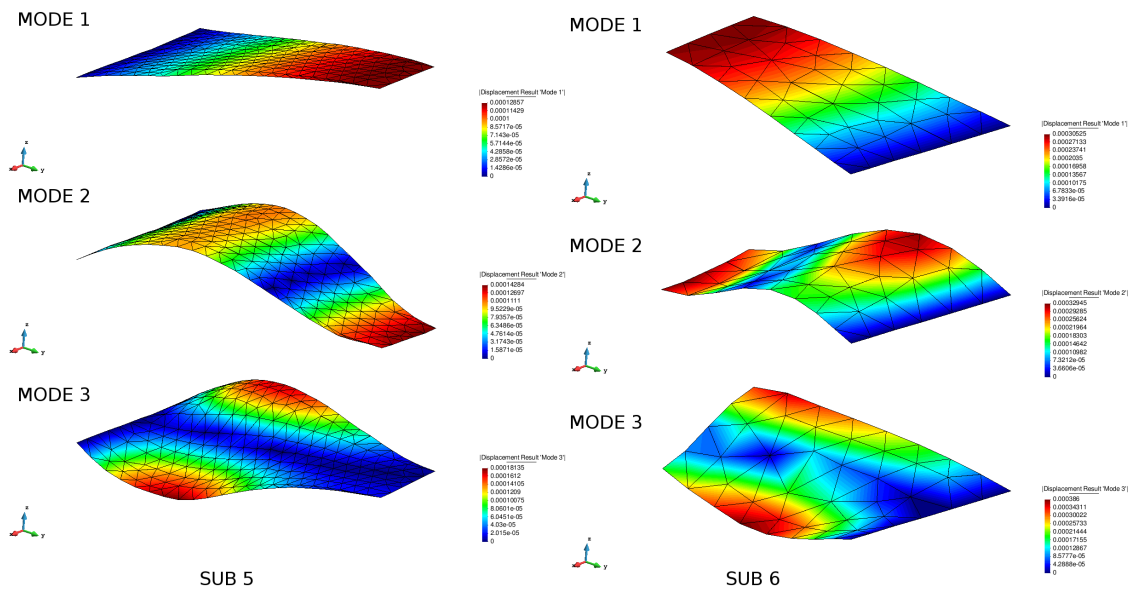 MODE 1
|Displacement Result 'Mode 1'|
0.00012857
0.00011429
0.0001
8.5717e-05
7.143e-05
5.7144e-05
4.2858e-05
2.8572e-05
1.4286e-05
0
z
x
y
MODE 2
|Displacement Result 'Mode 2'|
0.00014284
0.00012697
0.0001111
9.5229e-05
7.9357e-05
6.3486e-05
4.7614e-05
3.1743e-05
1.5871e-05
0
z
x
y
MODE 3
|Displacement Result 'Mode 3'|
0.00018135
0.0001612
0.00014105
0.0001209
0.00010075
8.0601e-05
6.0451e-05
4.03e-05
2.015e-05
0
z
x
y
SUB 5
MODE 1
|Displacement Result 'Mode 1'|
0.00030525
0.00027133
0.00023741
0.0002035
0.00016958
0.00013567
0.00010175
6.7833e-05
3.3916e-05
0
z
x
y
MODE 2
|Displacement Result 'Mode 2'|
0.00032945
0.00029285
0.00025624
0.00021964
0.00018303
0.00014642
0.00010982
7.3212e-05
3.6606e-05
0
z
x
y
MODE 3
|Displacement Result 'Mode 3'|
0.000386
0.00034311
0.00030022
0.00025733
0.00021444
0.00017155
0.00012867
8.5777e-05
4.2888e-05
0
z
x
y
SUB 6